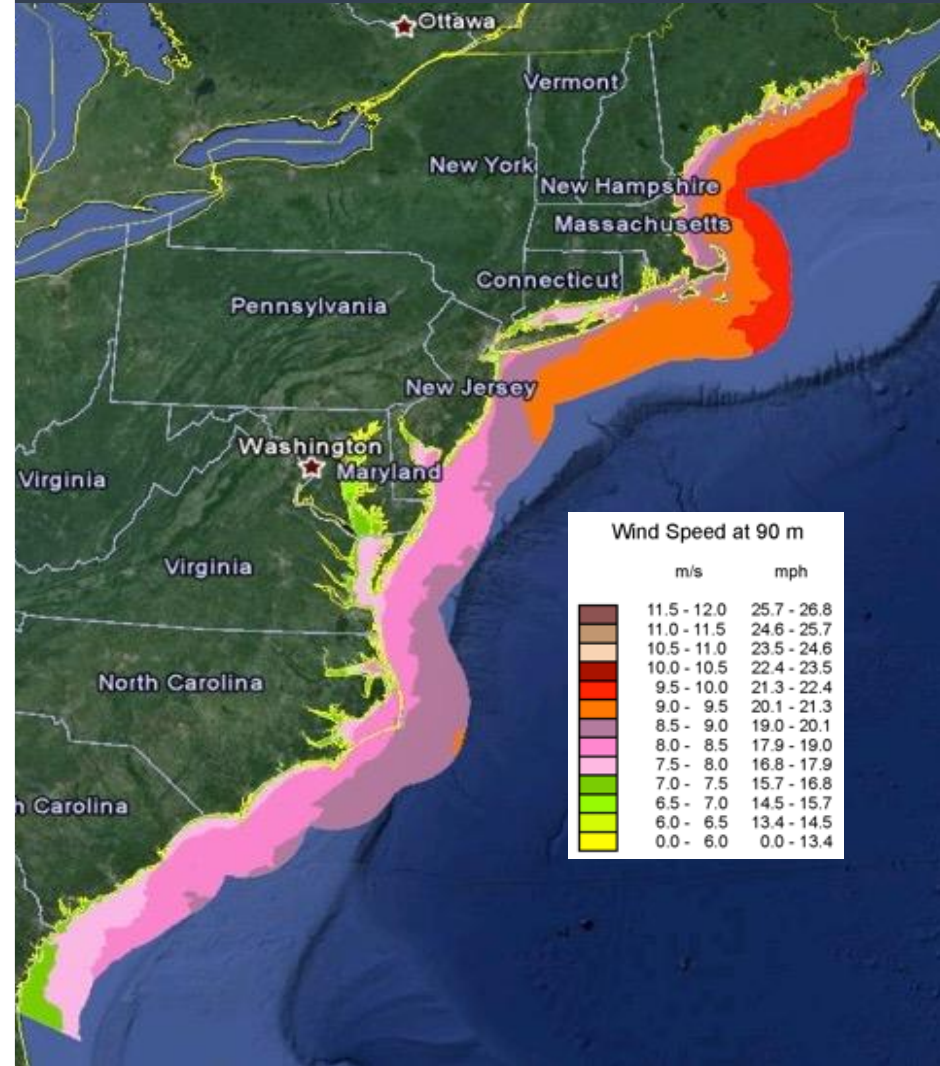 Ottawa
Vermont
New York
New Hampshire
Massachusetts
Connecticut
Pennsylvania
New Jersey
Washington
Maryland
Virginia
Virginia
North Carolina
h Carolina
Wind Speed at 90 m
m/s mph
11.5 - 12.0 25.7 - 26.8
11.0 - 11.5 24.6 - 25.7
10.5 - 11.0 23.5 - 24.6
10.0 - 10.5 22.4 - 23.5
9.5 - 10.0 21.3 - 22.4
9.0 - 9.5 20.1 - 21.3
8.5 - 9.0 19.0 - 20.1
8.0 - 8.5 17.9 - 19.0
7.5 - 8.0 16.8 - 17.9
7.0 - 7.5 15.7 - 16.8
6.5 - 7.0 14.5 - 15.7
6.0 - 6.5 13.4 - 14.5
0.0 - 6.0 0.0 - 13.4